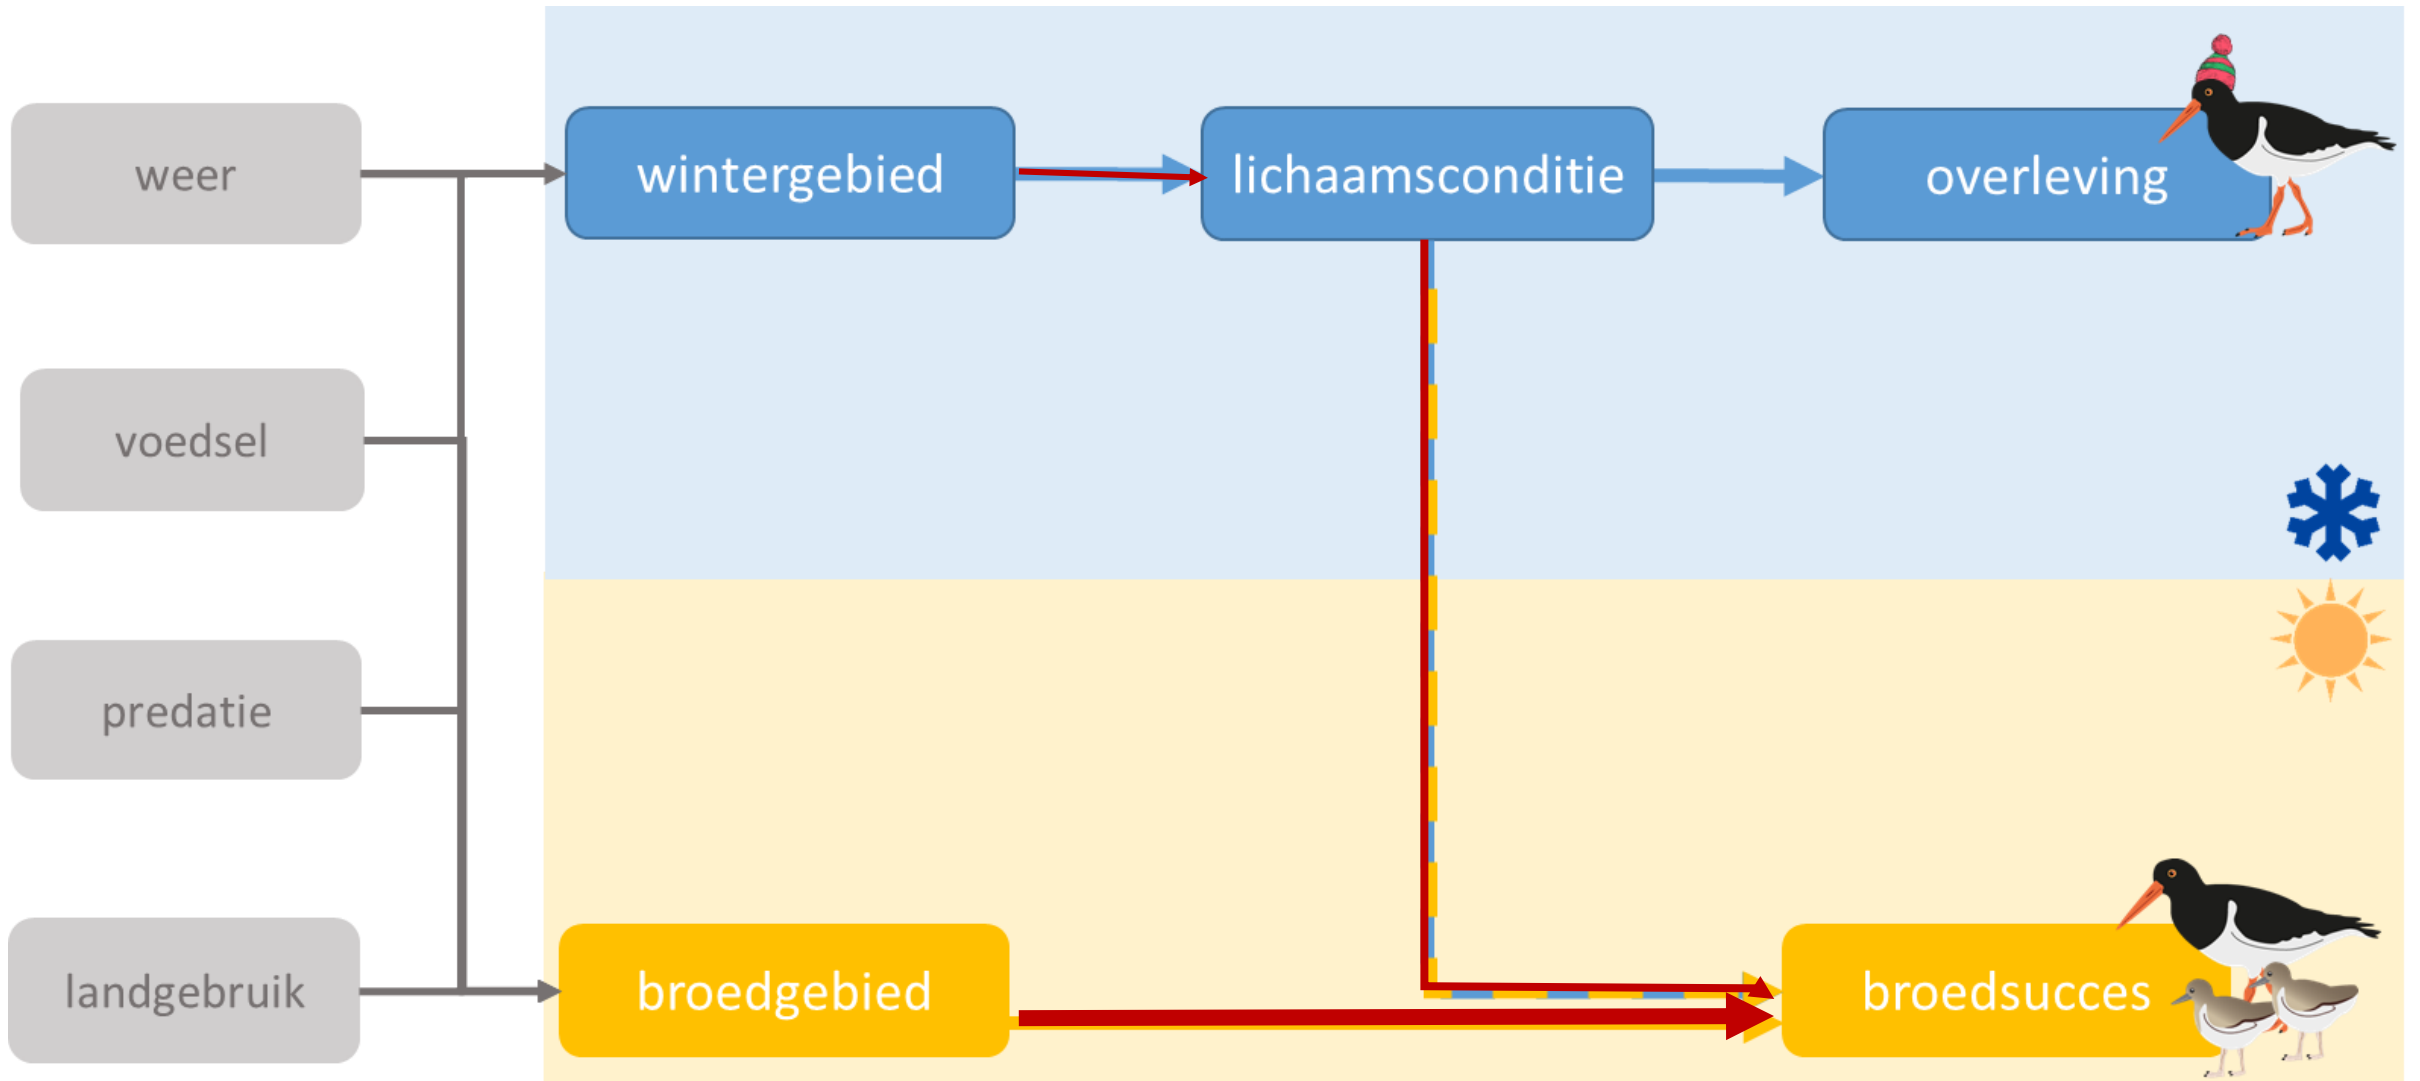 weer
wintergebied
lichaamsconditie
overleving
voedsel
predatie
landgebruik
broedgebied
broedsucces